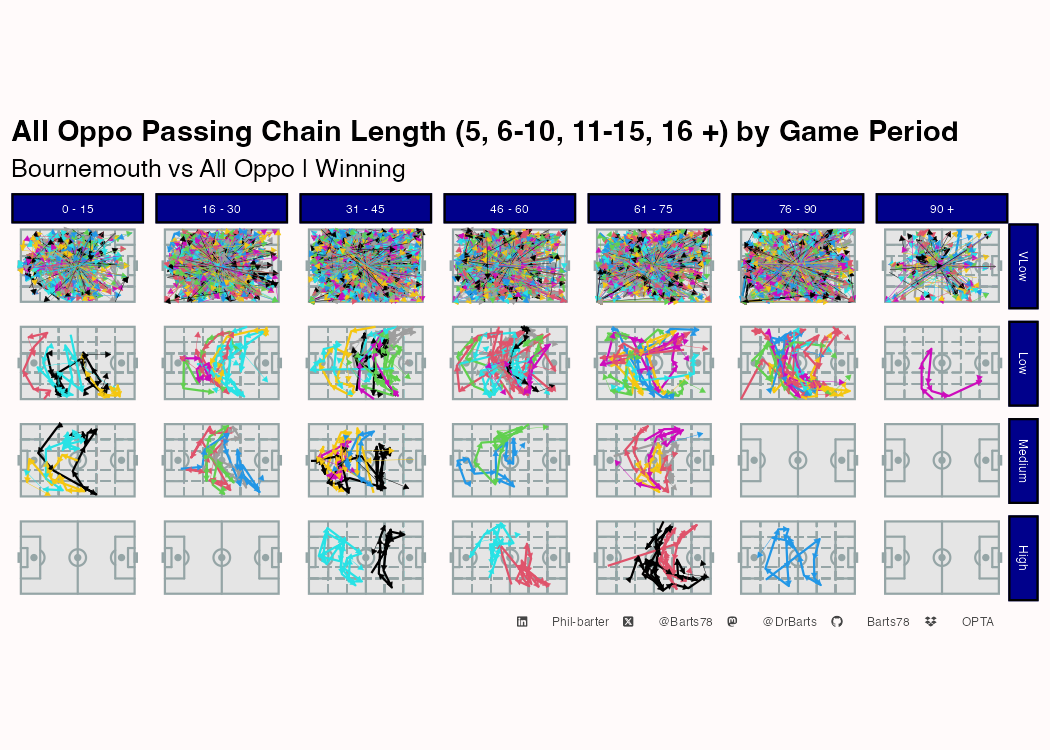 All Oppo Passing Chain Length (5, 6-10, 11-15, 16 +) by Game Period
Bournemouth vs All Oppo | Winning
0 - 15 16 - 30 31 - 45 46 - 60 61 - 75 76 - 90 90 +
VLow
Low
Medium
High
Phil-barter @Barts78 @DrBarts Barts78 OPTA